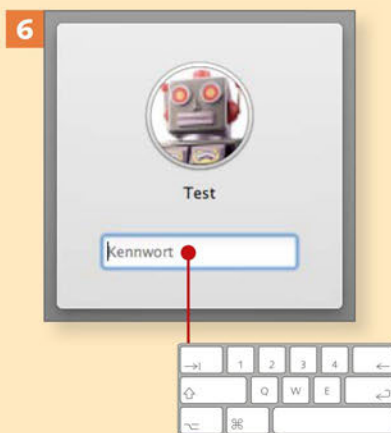 6
Test
Kennwort
→| 1 2 3 4 ←
⇧ Q W E ↵
⌥ ⌘